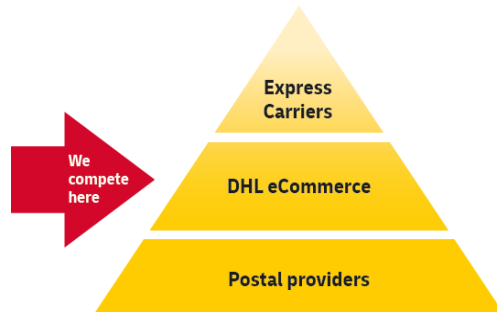 Express
Carriers
We
compete
here
DHL eCommerce
Postal providers